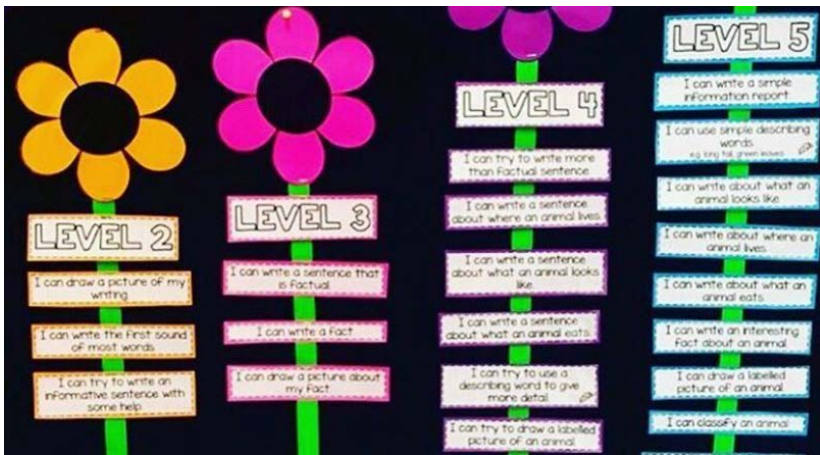 LEVEL 2
I can draw a picture of my
writing.
I can write the first sound
of most words.
I can try to write an
informative sentence with
some help.
LEVEL 3
I can write a sentence that
is factual.
I can write a fact
I can draw a picture about
my fact.
LEVEL 4
I can try to write more
than factual sentence.
I can write a sentence
about where an animal lives.
I can write a sentence
about what an animal looks
like.
I can write a sentence
about what an animal eats.
I can try to use a
describing word to give
more detail.
I can try to draw a labelled
picture of an animal.
LEVEL 5
I can write a simple
information report.
I can use simple describing
words.
e.g. long tail, green leaves.
I can write about what an
animal looks like.
I can write about where an
animal lives.
I can write about what an
animal eats.
I can write an interesting
fact about an animal.
I can draw a labelled
picture of an animal.
I can classify an animal